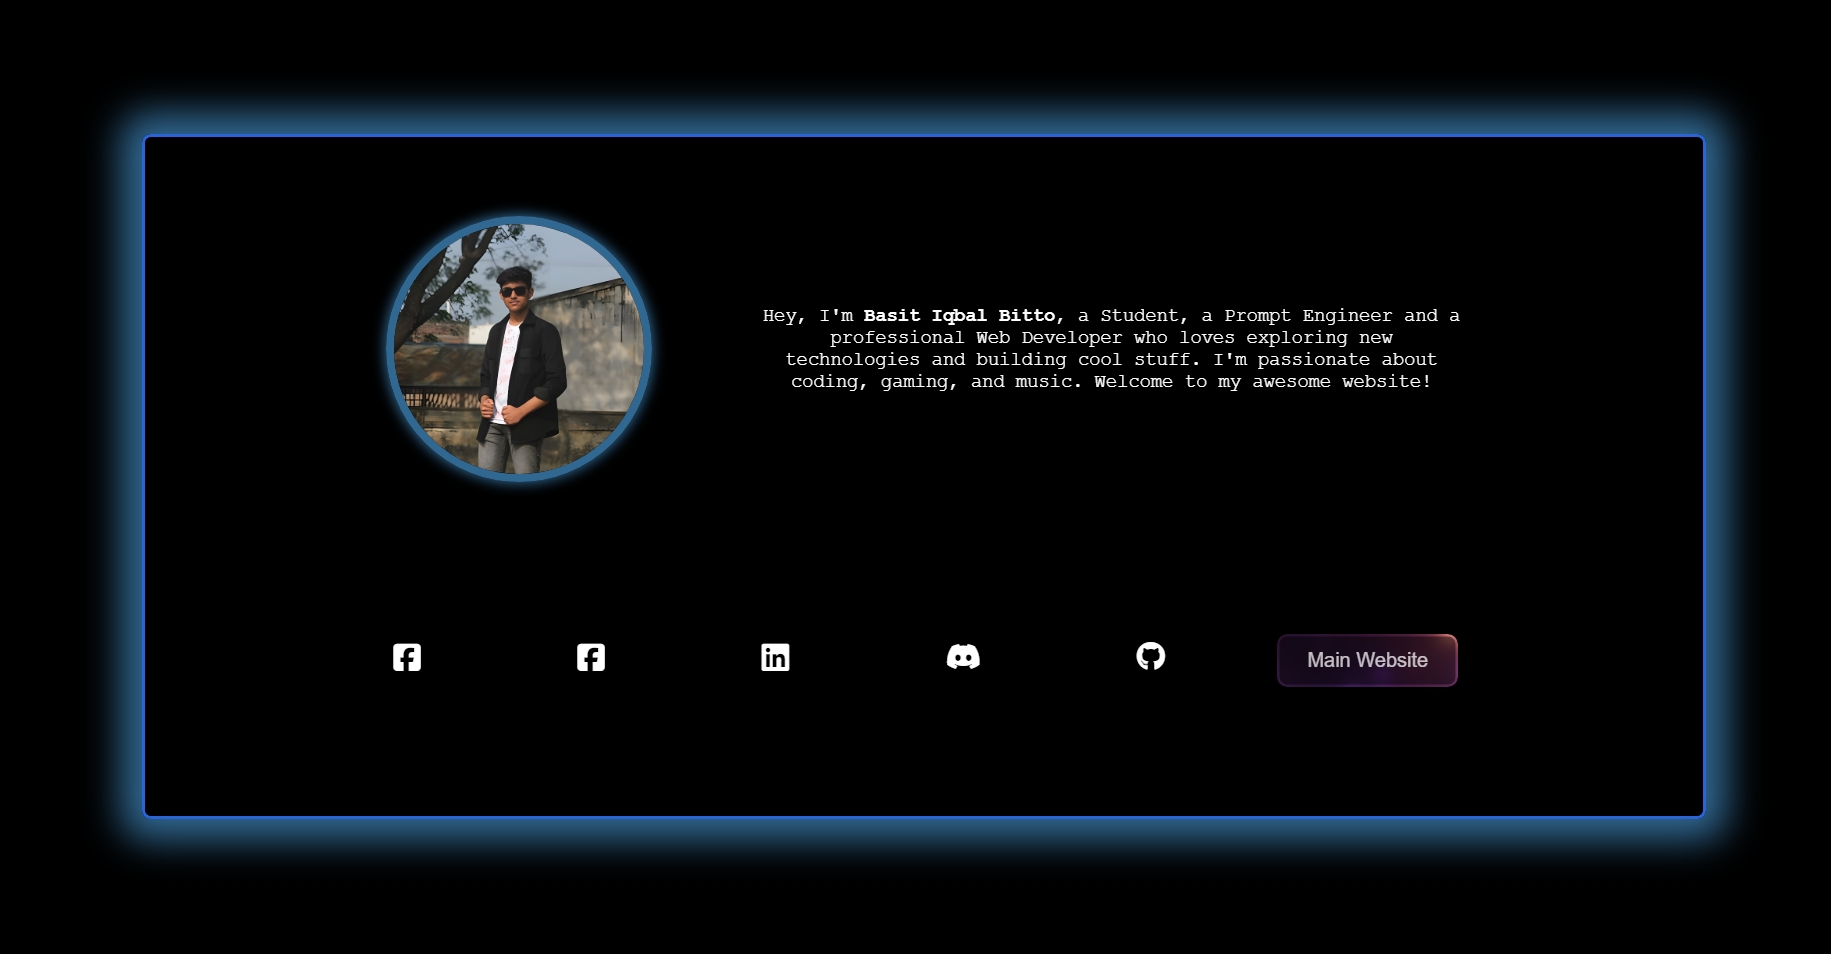 Hey, I'm Basit Iqbal Bitto, a Student, a Prompt Engineer and a
professional Web Developer who loves exploring new
technologies and building cool stuff. I'm passionate about
coding, gaming, and music. Welcome to my awesome website!
Main Website